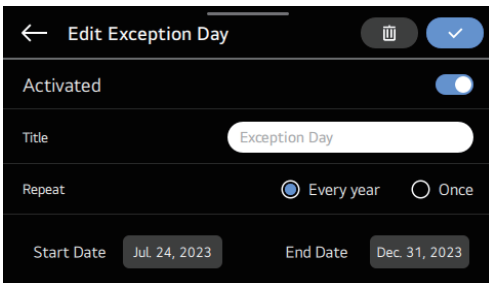 Edit Exception Day
Activated
Title Exception Day
Repeat Every year Once
Start Date Jul. 24, 2023 End Date Dec. 31, 2023